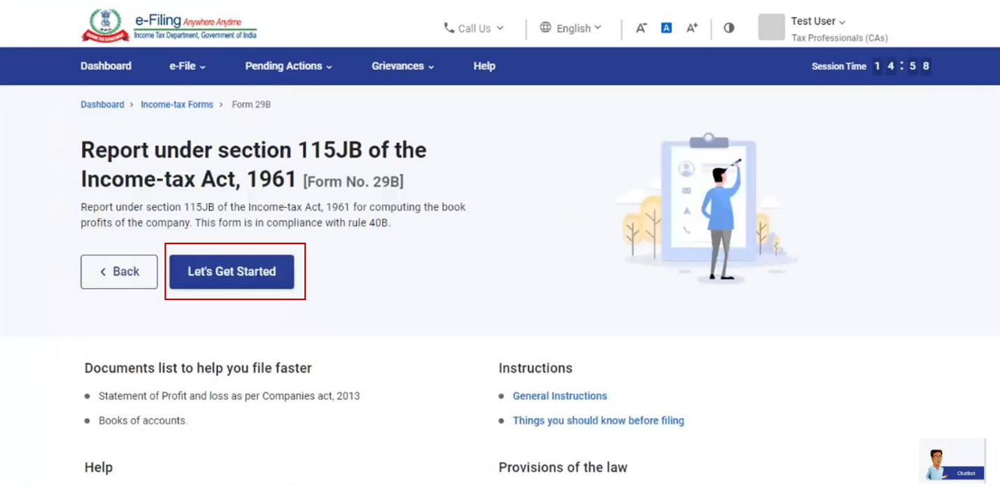 e-Filing Anywhere Anytime
Income Tax Department, Government of India
Call Us
English
A-
A
A+
Test User
Tax Professionals (CAs)
Dashboard
e-File
Pending Actions
Grievances
Help
Session Time 1 4 : 5 8
Dashboard > Income-tax Forms > Form 29B
Report under section 115JB of the
Income-tax Act, 1961 [Form No. 29B]
Report under section 115JB of the Income-tax Act, 1961 for computing the book
profits of the company. This form is in compliance with rule 40B.
< Back
Let's Get Started
Documents list to help you file faster
• Statement of Profit and loss as per Companies act, 2013
• Books of accounts.
Instructions
• General Instructions
• Things you should know before filing
Help
Provisions of the law
Chatbot